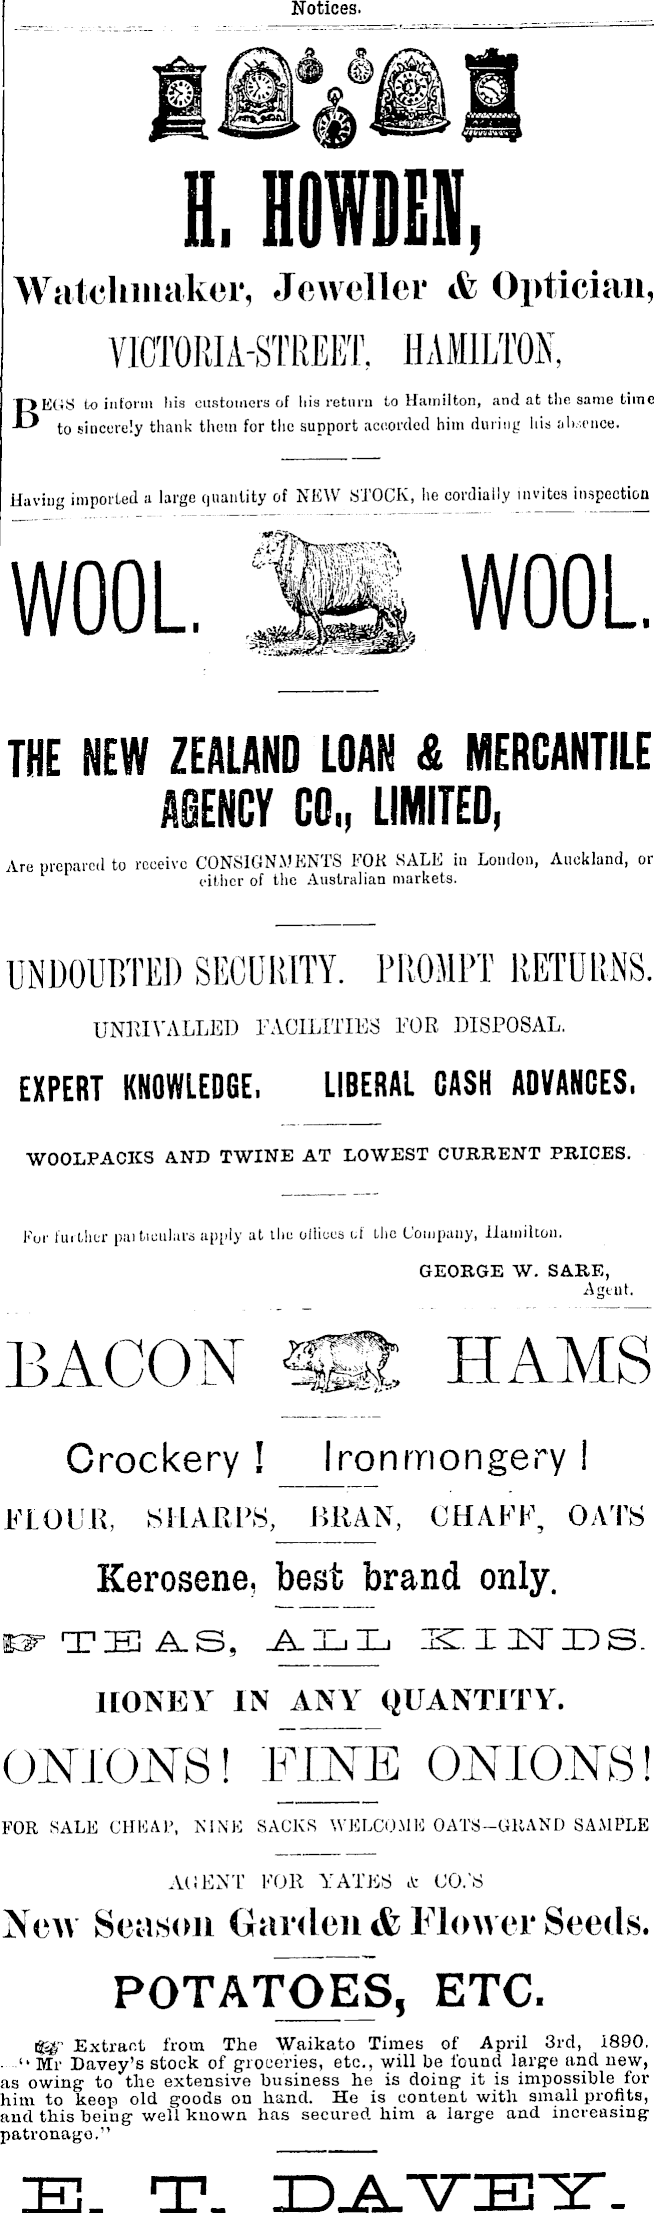 Notices.
H. HOWDEN,
Watchmaker, Jeweller & Optician,
VICTORIA-STREET, HAMILTON,
BEGS to inform his customers of his return to Hamilton, and at the same time
to sincerely thank them for the support accorded him during his absence.
Having imported a large quantity of NEW STOCK, he cordially invites inspection
WOOL. WOOL.
THE NEW ZEALAND LOAN & MERCANTILE
AGENCY CO., LIMITED,
Are prepared to receive CONSIGNMENTS FOR SALE in London, Auckland, or
either of the Australian markets.
UNDOUBTED SECURITY. PROMPT RETURNS.
UNRIVALLED FACILITIES FOR DISPOSAL.
EXPERT KNOWLEDGE. LIBERAL CASH ADVANCES.
WOOLPACKS AND TWINE AT LOWEST CURRENT PRICES.
For further particulars apply at the offices of the Company, Hamilton.
GEORGE W. SARE,
Agent.
BACON HAMS
Crockery! Ironmongery!
FLOUR, SHARPS, BRAN, CHAFF, OATS
Kerosene, best brand only.
☞ TEAS, ALL KINDS.
HONEY IN ANY QUANTITY.
ONIONS! FINE ONIONS!
FOR SALE CHEAP, NINE SACKS WELCOME OATS—GRAND SAMPLE
AGENT FOR YATES & CO.'S
New Season Garden & Flower Seeds.
POTATOES, ETC.
☞ Extract from The Waikato Times of April 3rd, 1890.
"Mr Davey's stock of groceries, etc., will be found large and new,
as owing to the extensive business he is doing it is impossible for
him to keep old goods on hand. He is content with small profits,
and this being well known has secured him a large and increasing
patronage."
E. T. DAVEY.